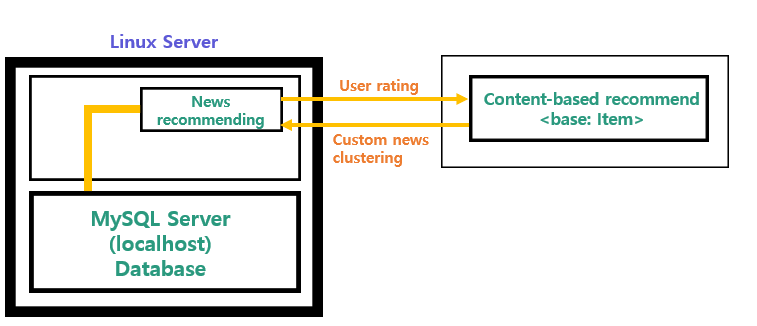 Linux Server
News
recommending
User rating
Custom news
clustering
Content-based recommend
<base: Item>
MySQL Server
(localhost)
Database